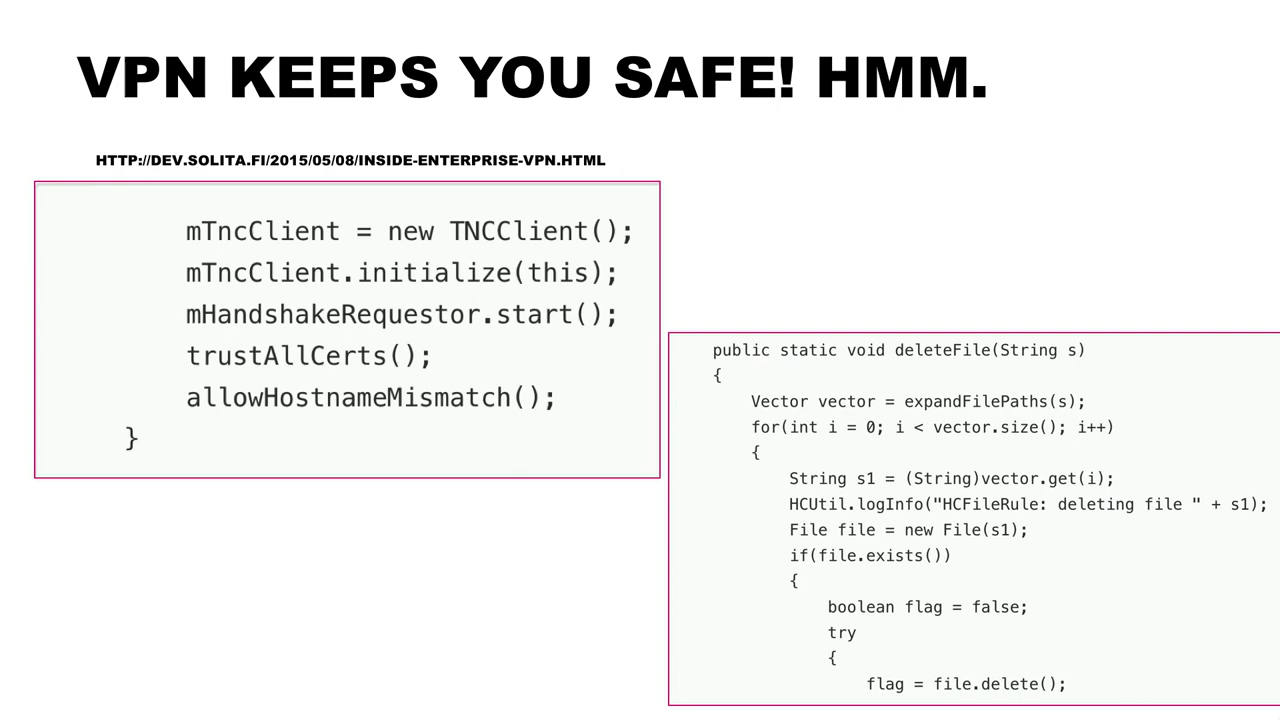 VPN KEEPS YOU SAFE! HMM.
HTTP://DEV.SOLITA.FI/2015/05/08/INSIDE-ENTERPRISE-VPN.HTML
mTncClient = new TNCClient();
mTncClient.initialize(this);
mHandshakeRequestor.start();
trustAllCerts();
allowHostnameMismatch();
}
public static void deleteFile(String s)
{
Vector vector = expandFilePaths(s);
for(int i = 0; i < vector.size(); i++)
{
String s1 = (String)vector.get(i);
HCUtil.logInfo("HCFileRule: deleting file " + s1);
File file = new File(s1);
if(file.exists())
{
boolean flag = false;
try
{
flag = file.delete();